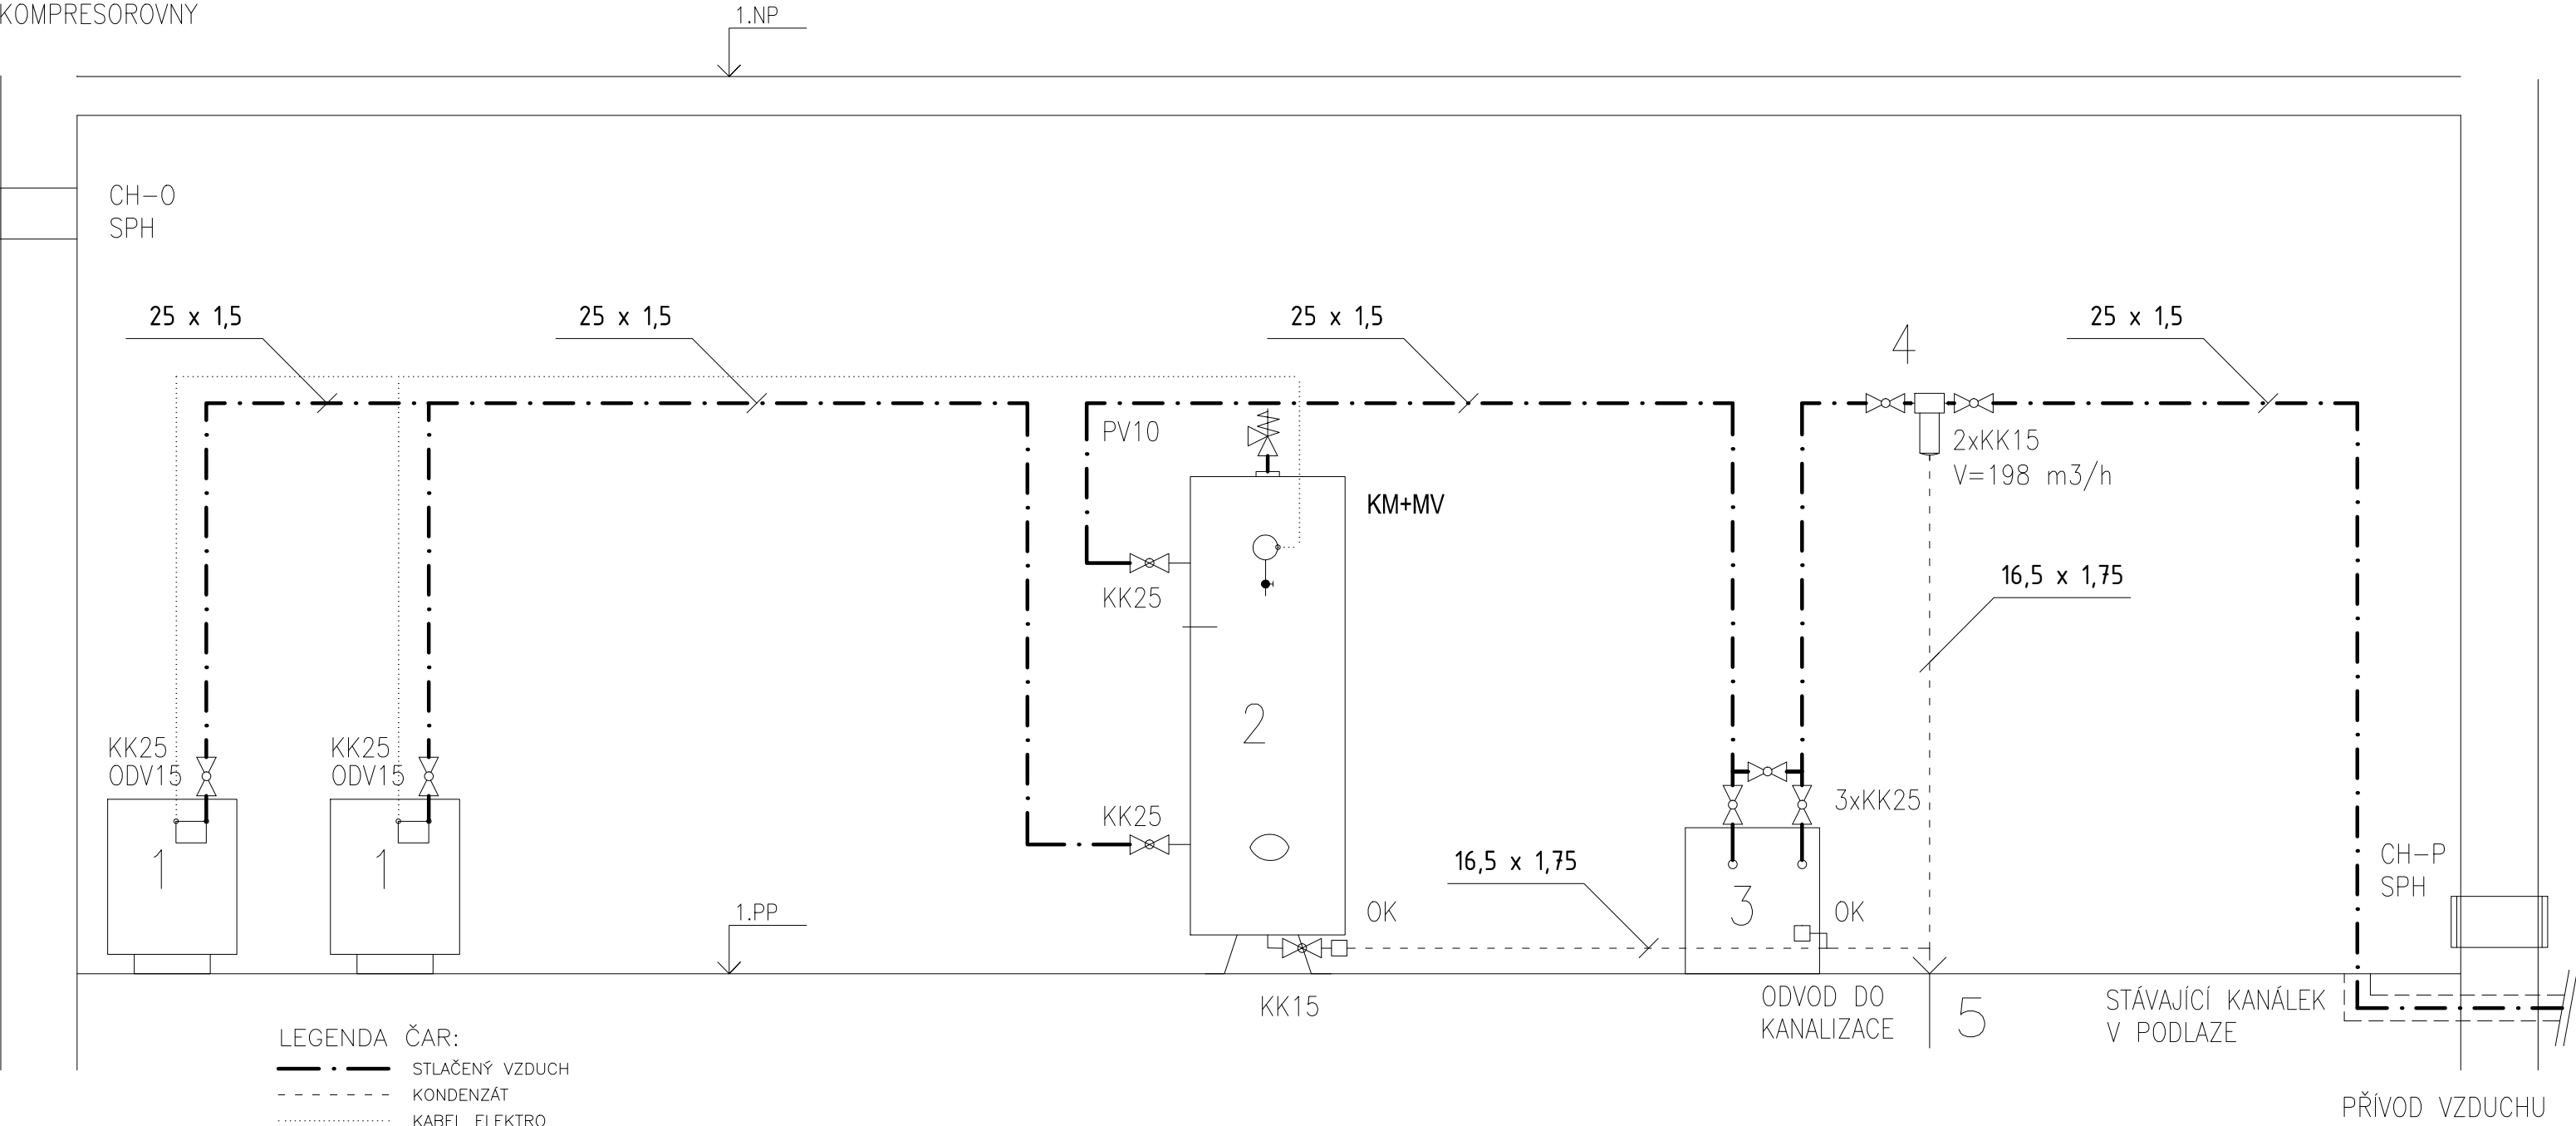 KOMPRESOROVNY
1.NP
CH-O
SPH
25 x 1,5
25 x 1,5
25 x 1,5
25 x 1,5
4
PV10
2xKK15
V=198 m3/h
KM+MV
KK25
16,5 x 1,75
2
KK25
ODV15
KK25
ODV15
KK25
3xKK25
1
1
16,5 x 1,75
CH-P
SPH
3
1.PP
OK
OK
KK15
ODVOD DO
KANALIZACE
5
STÁVAJÍCÍ KANÁLEK
V PODLAZE
LEGENDA ČAR:
STLAČENÝ VZDUCH
KONDENZÁT
KABEL ELEKTRO
PŘÍVOD VZDUCHU